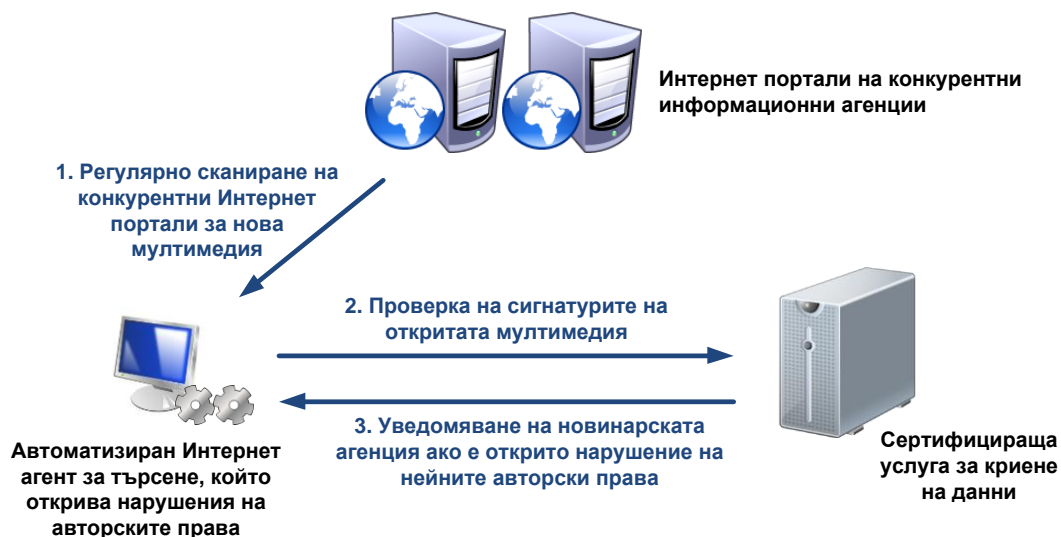 Интернет портали на конкурентни
информационни агенции
1. Регулярно сканиране на
конкурентни Интернет
портали за нова
мултимедия
2. Проверка на сигнатурите на
откритата мултимедия
3. Уведомяване на новинарската
агенция ако е открито нарушение на
нейните авторски права
Автоматизиран Интернет
агент за търсене, който
открива нарушения на
авторските права
Сертифицираща
услуга за криене
на данни